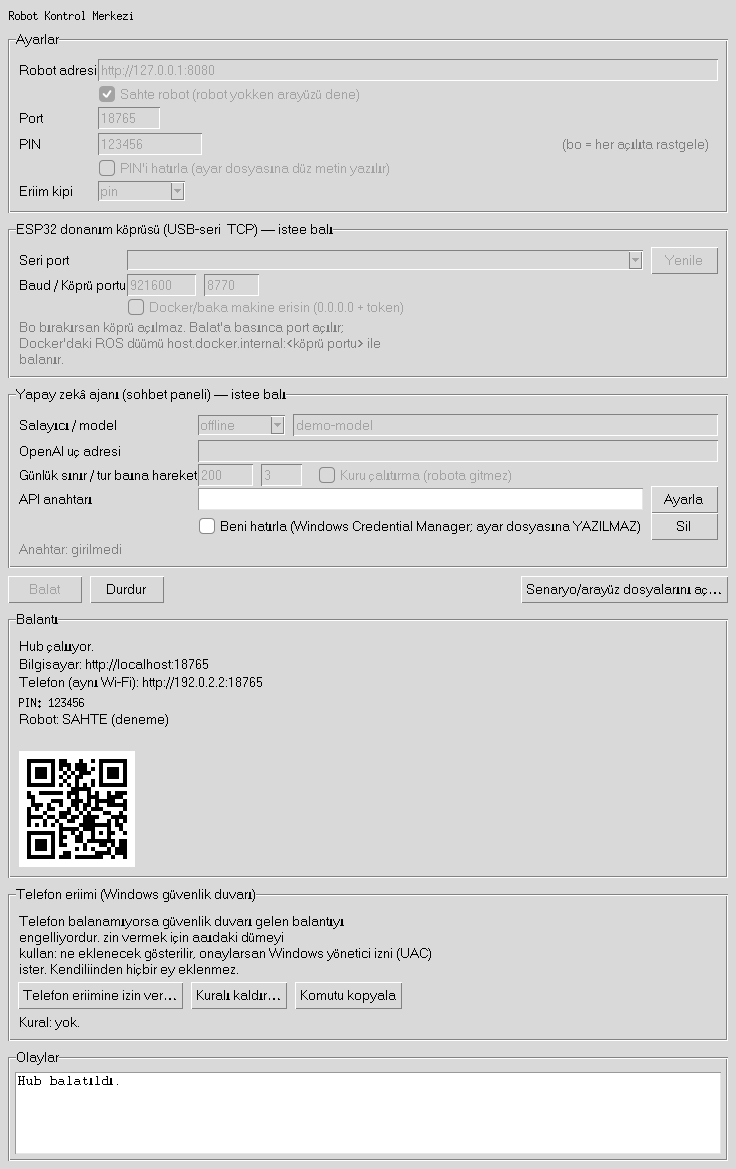 Robot Kontrol Merkezi
Ayarlar
Robot adresi http://127.0.0.1:8080
Sahte robot (robot yokken arayüzü dene)
Port 18765
PIN 123456 (bo = her açılıta rastgele)
PIN'i hatırla (ayar dosyasına düz metin yazılır)
Eriim kipi pin
ESP32 donanım köprüsü (USB-seri TCP) — istee balı
Seri port Yenile
Baud / Köprü portu 921600 8770
Docker/baka makine erisin (0.0.0.0 + token)
Bo bırakırsan köprü açılmaz. Balat'a basınca port açılır;
Docker'daki ROS düümü host.docker.internal:<köprü portu> ile
balanır.
Yapay zekâ ajanı (sohbet paneli) — istee balı
Salayıcı / model offline demo-model
OpenAI uç adresi
Günlük sınır / tur baına hareket 200 3 Kuru çalıtırma (robota gitmez)
API anahtarı Ayarla
Beni hatırla (Windows Credential Manager; ayar dosyasına YAZILMAZ) Sil
Anahtar: girilmedi
Balat Durdur Senaryo/arayüz dosyalarını aç...
Balantı
Hub çalııyor.
Bilgisayar: http://localhost:18765
Telefon (aynı Wi-Fi): http://192.0.2.2:18765
PIN: 123456
Robot: SAHTE (deneme)
Telefon eriimi (Windows güvenlik duvarı)
Telefon balanamıyorsa güvenlik duvarı gelen balantıyı
engelliyordur. zin vermek için aaıdaki dümeyi
kullan: ne eklenecek gösterilir, onaylarsan Windows yönetici izni (UAC)
ister. Kendiliinden hiçbir ey eklenmez.
Telefon eriimine izin ver... Kuralı kaldır... Komutu kopyala
Kural: yok.
Olaylar
Hub balatıldı.